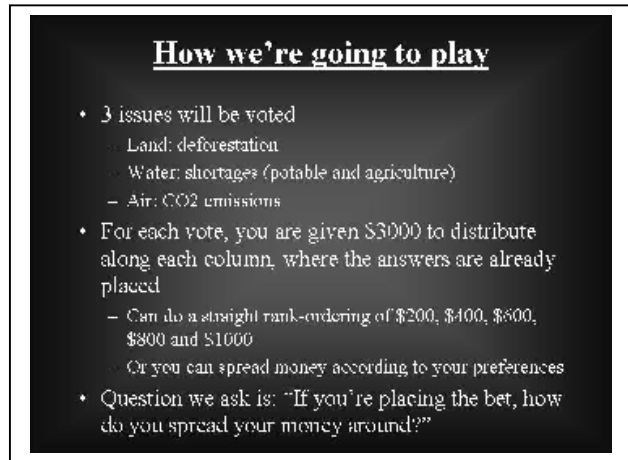 How we're going to play
• 3 issues will be voted
– Land: deforestation
– Water: shortages (potable and agriculture)
– Air: CO2 emissions
• For each vote, you are given $3000 to distribute
along each column, where the answers are already
placed
– Can do a straight rank-ordering of $200, $400, $600,
$800 and $1000
– Or you can spread money according to your preferences
• Question we ask is: "If you're placing the bet, how
do you spread your money around?"